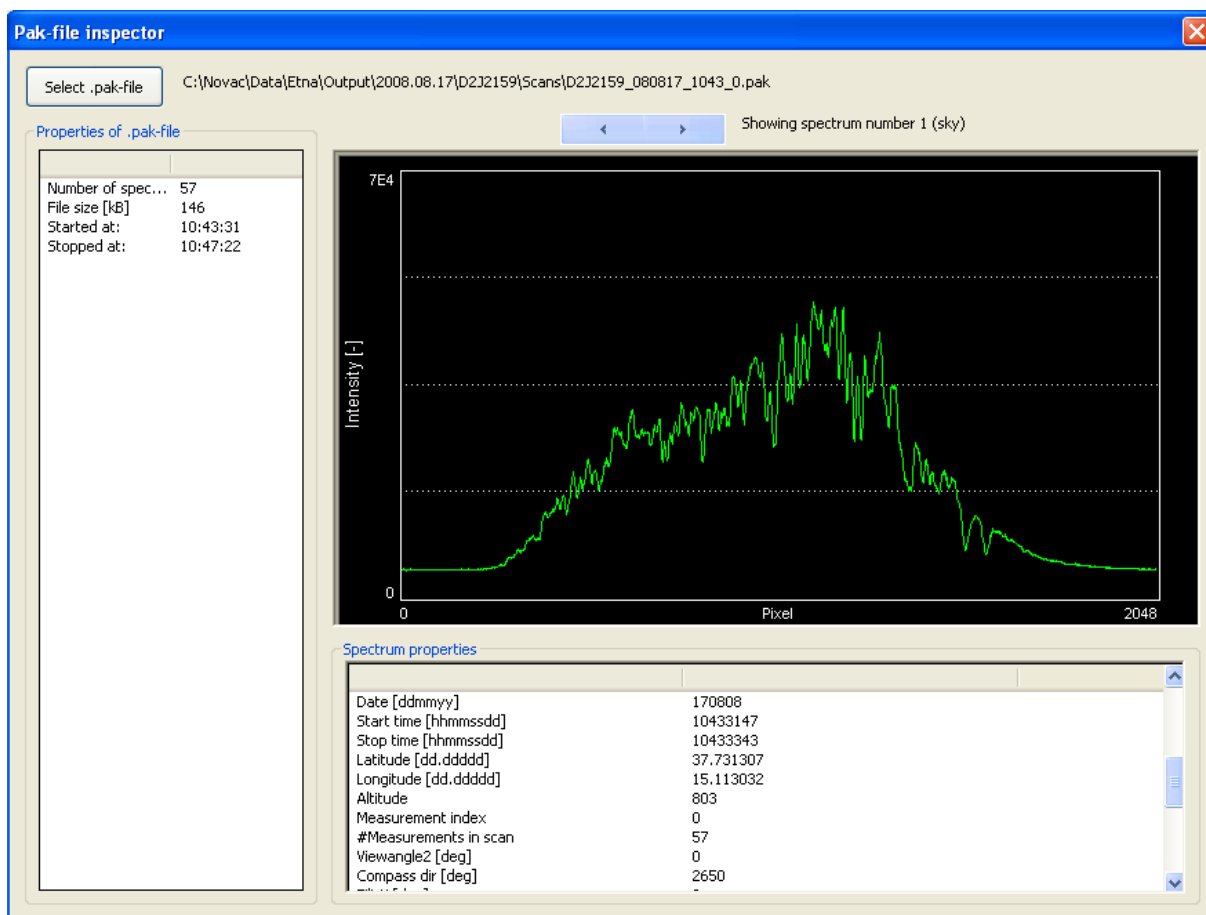 Pak-file inspector
Select .pak-file
C:\Novac\Data\Etna\Output\2008.08.17\D2J2159\Scans\D2J2159_080817_1043_0.pak
Properties of .pak-file
Showing spectrum number 1 (sky)
Number of spec... 57
File size [kB] 146
Started at: 10:43:31
Stopped at: 10:47:22
7E4
Intensity [-]
0
0 Pixel 2048
Spectrum properties
Date [ddmmyy] 170808
Start time [hhmmssdd] 10433147
Stop time [hhmmssdd] 10433343
Latitude [dd.ddddd] 37.731307
Longitude [dd.ddddd] 15.113032
Altitude 803
Measurement index 0
#Measurements in scan 57
Viewangle2 [deg] 0
Compass dir [deg] 2650